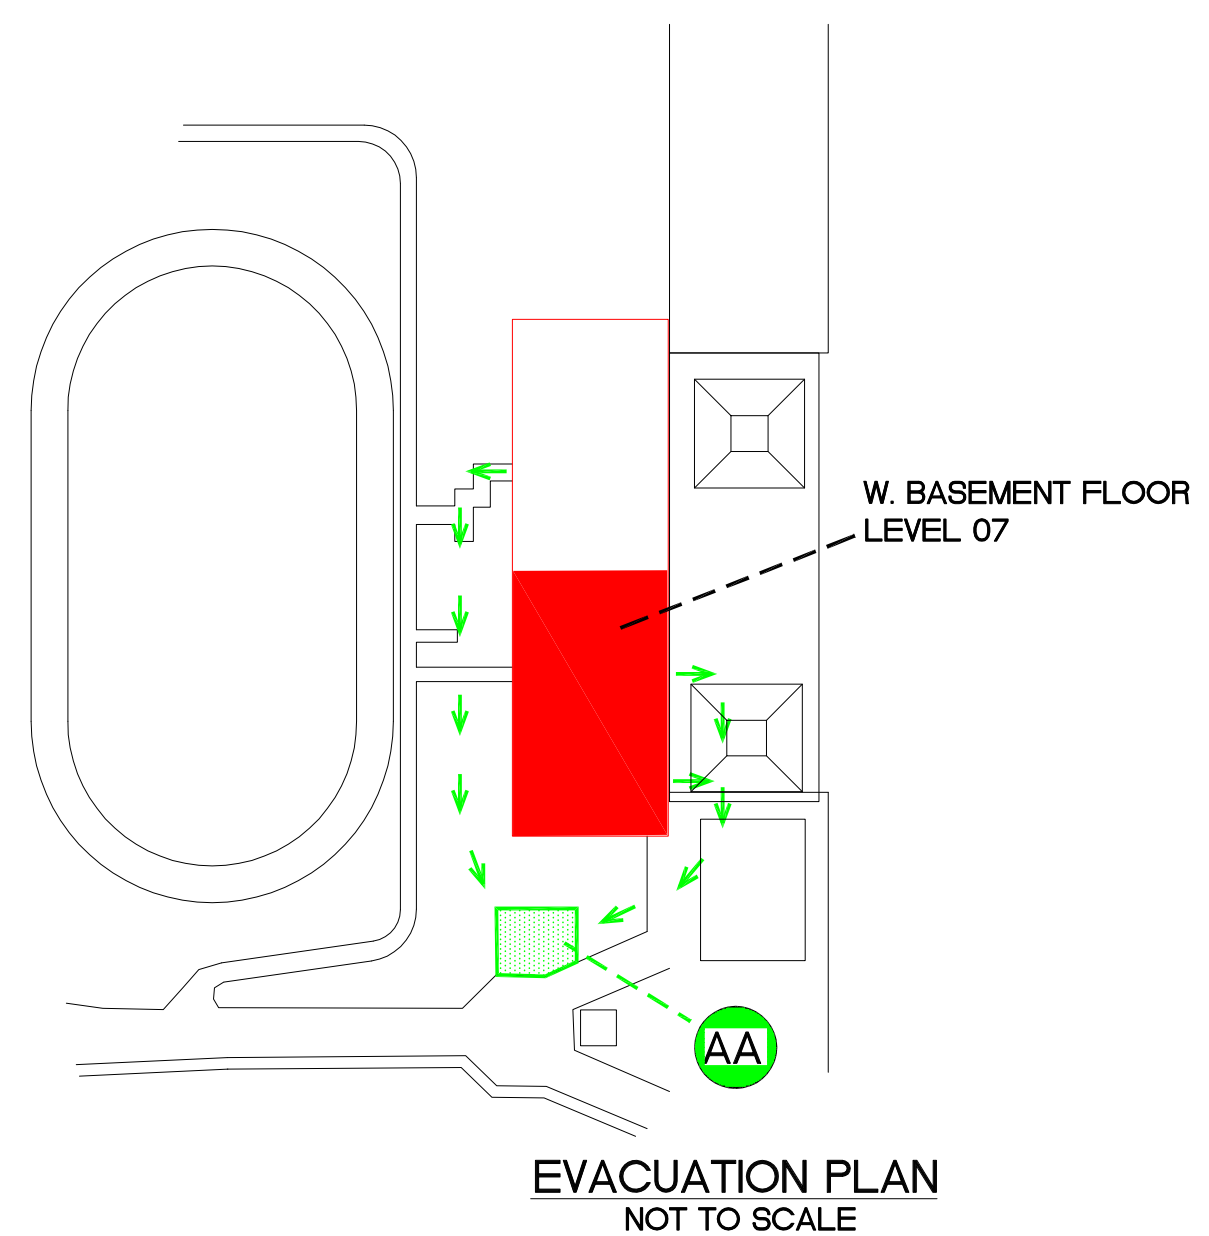 W. BASEMENT FLOOR
LEVEL 07
AA
EVACUATION PLAN
NOT TO SCALE